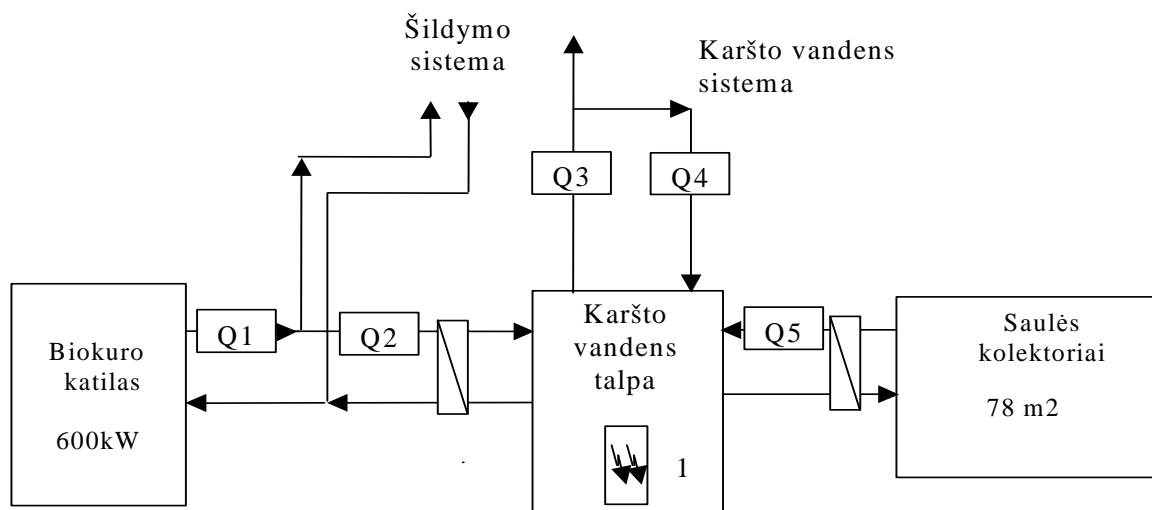 Šildymo
sistema
Karšto vandens
sistema
Q3
Q4
Biokuro
katilas
600kW
Q1
Q2
Karšto
vandens
talpa
1
Q5
Saulės
kolektoriai
78 m2